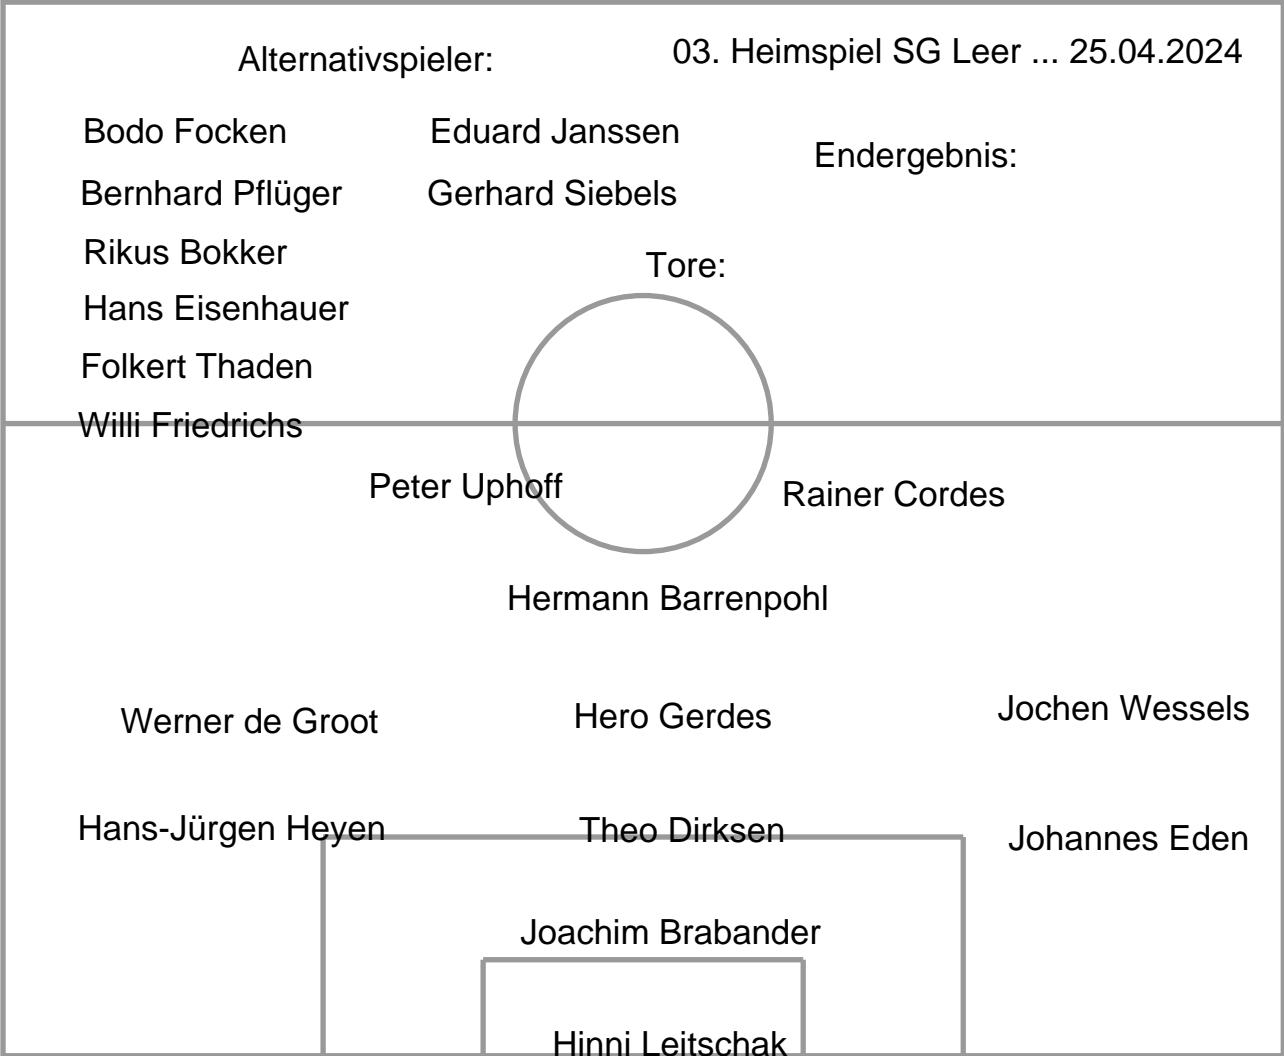 Alternativspieler:
03. Heimspiel SG Leer ... 25.04.2024
Bodo Focken
Eduard Janssen
Endergebnis:
Bernhard Pflüger
Gerhard Siebels
Rikus Bokker
Tore:
Hans Eisenhauer
Folkert Thaden
Willi Friedrichs
Peter Uphoff
Rainer Cordes
Hermann Barrenpohl
Werner de Groot
Hero Gerdes
Jochen Wessels
Hans-Jürgen Heyen
Theo Dirksen
Johannes Eden
Joachim Brabander
Hinni Leitschak